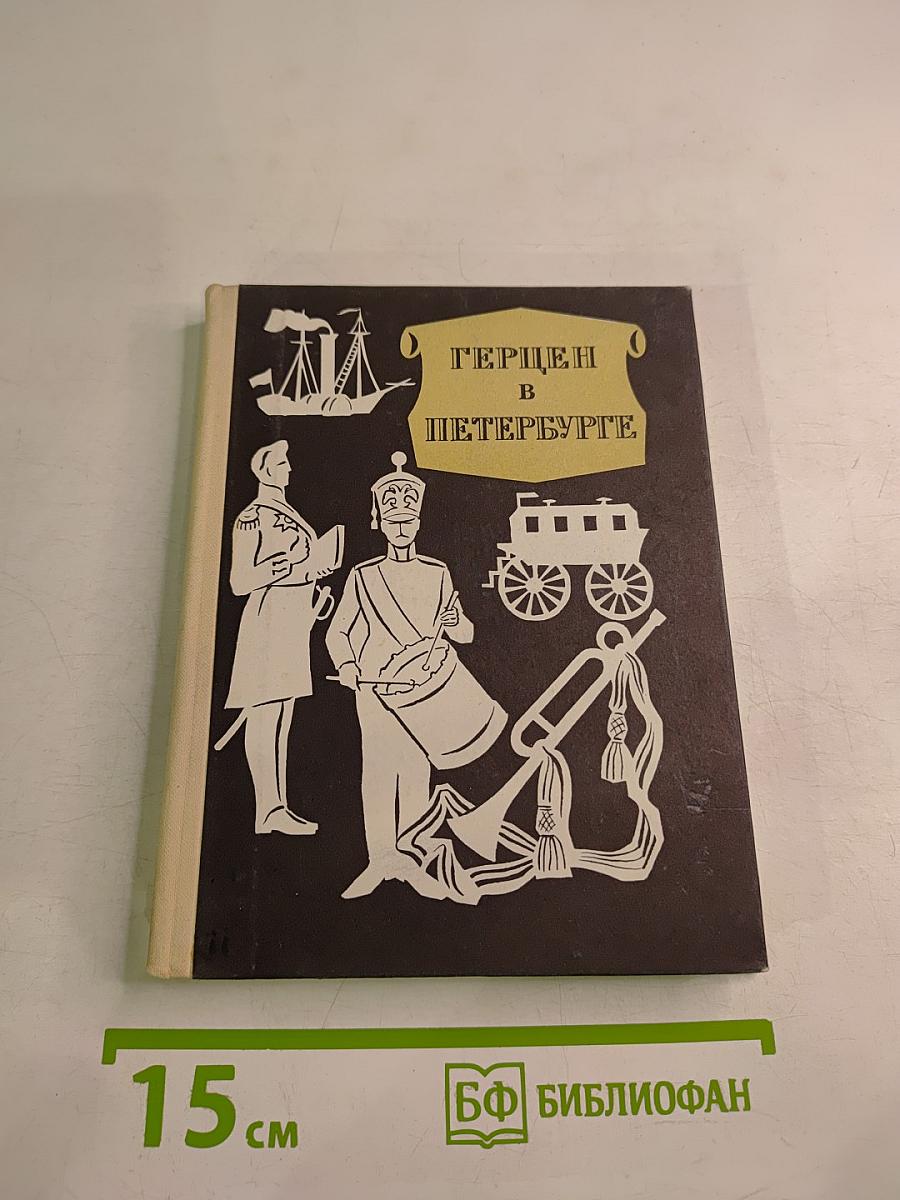 ГЕРЦЕН
В
ПЕТЕРБУРГЕ
15 см
БФ БИБЛИОФАН